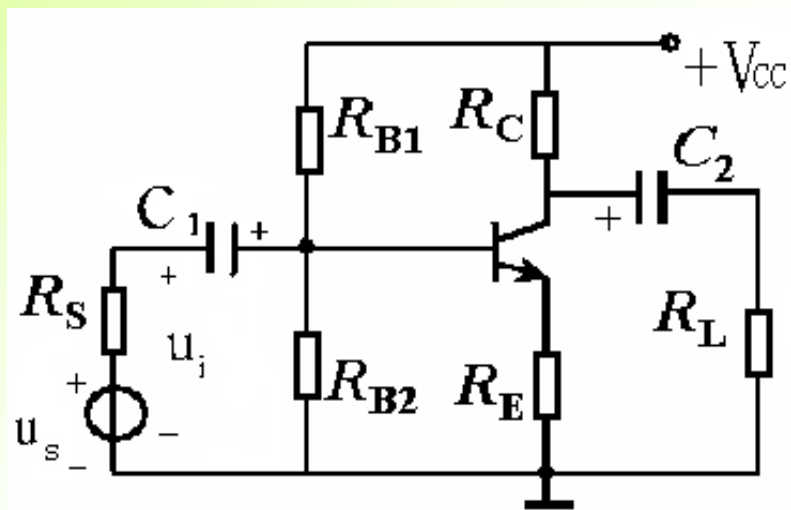 +VCC
RB1
RC
C2
C1
+
+
+
RS
ui
RL
+
RB2
RE
us
−
−